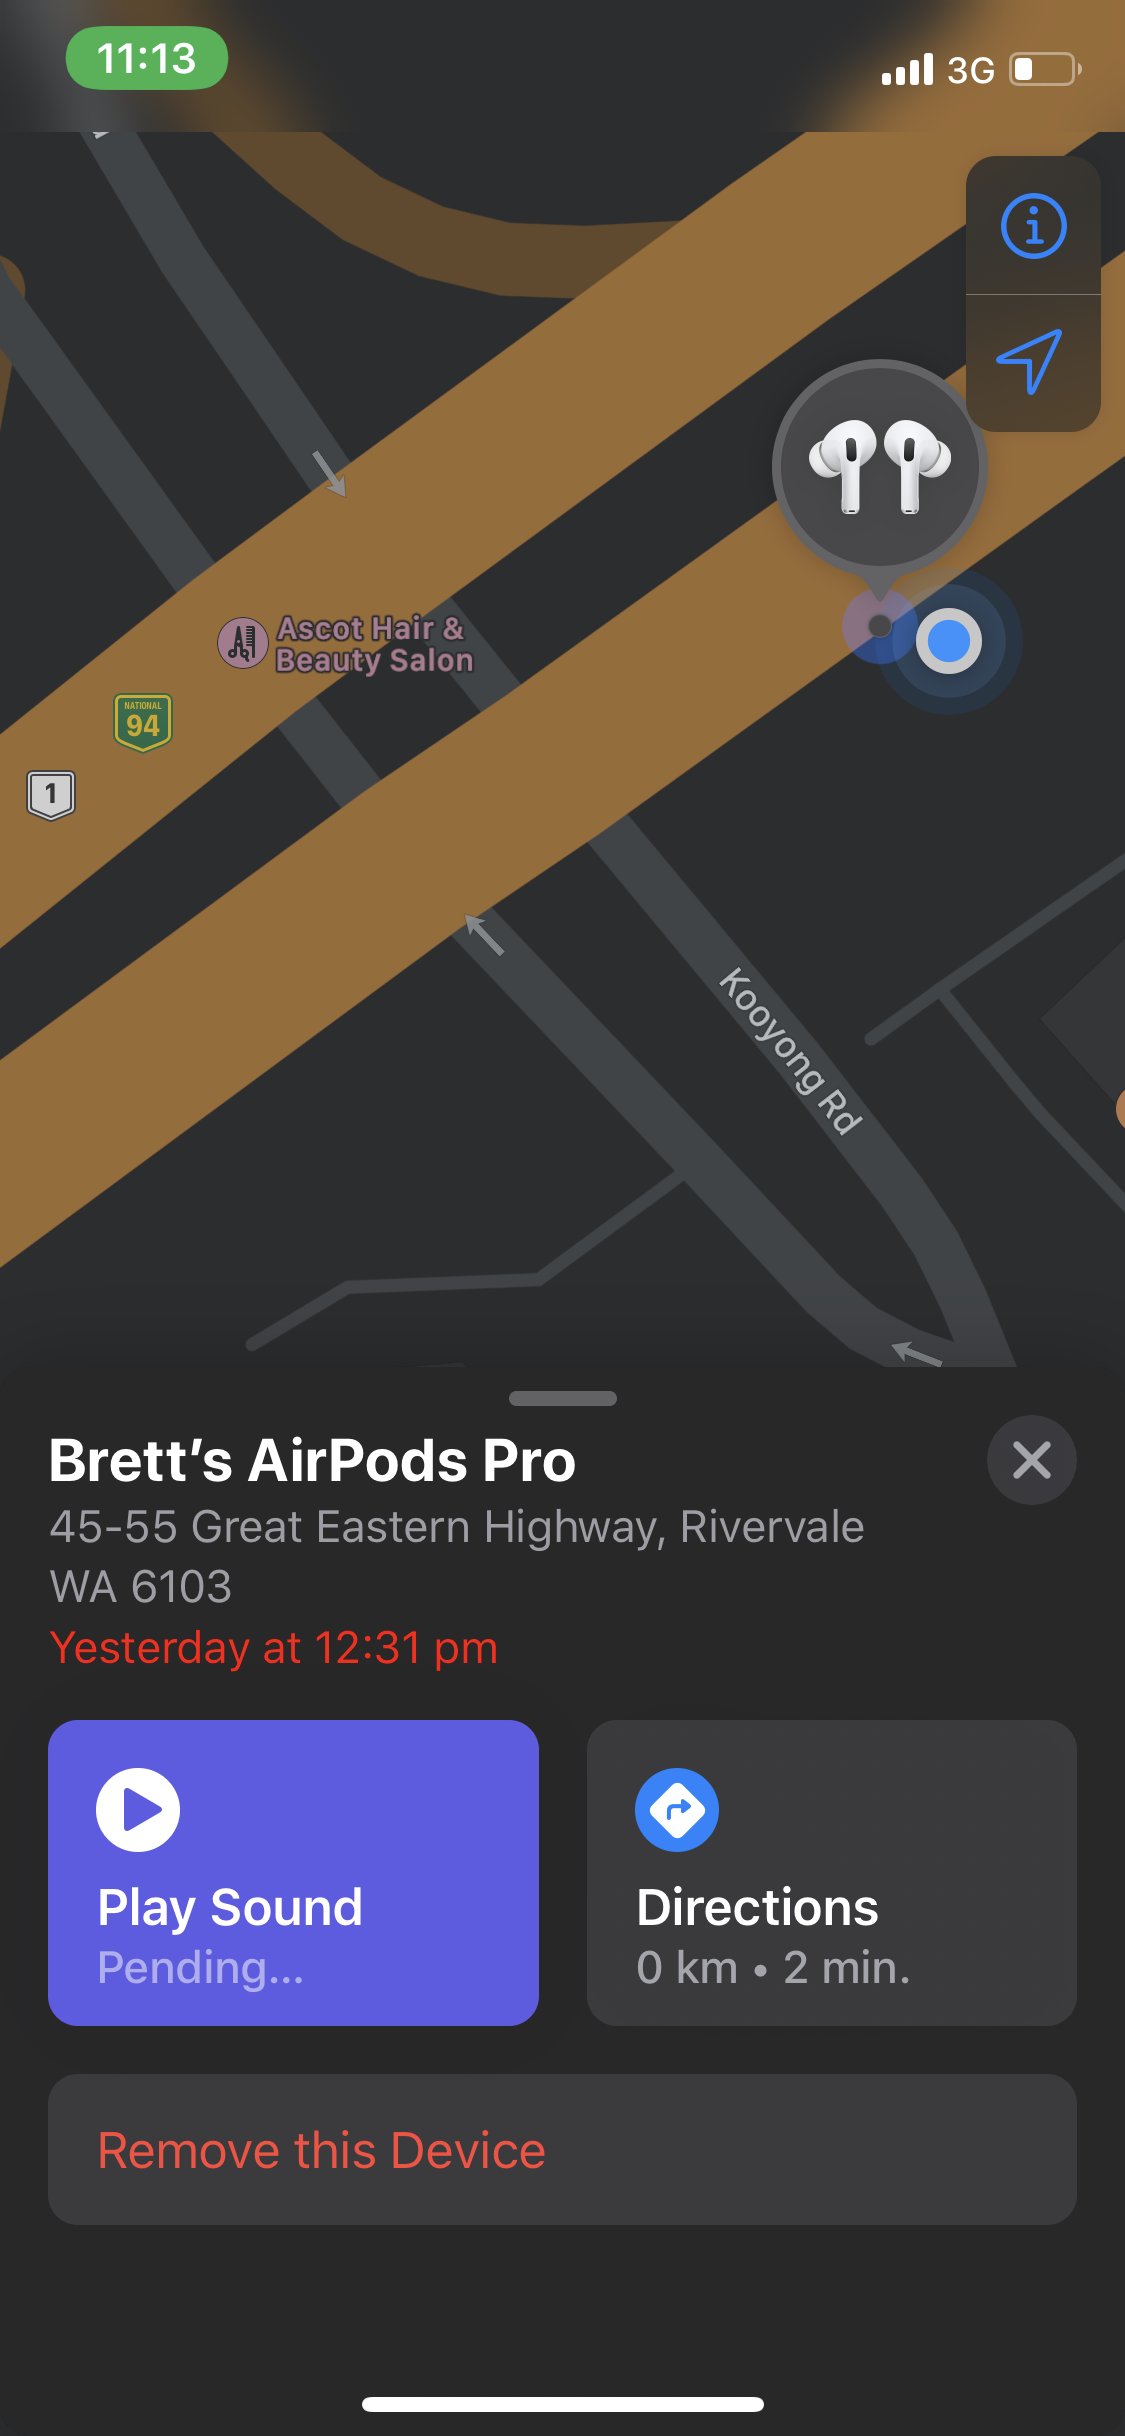 11:13
3G
Ascot Hair &
Beauty Salon
NATIONAL
94
1
Kooyong Rd
Brett’s AirPods Pro
45-55 Great Eastern Highway, Rivervale
WA 6103
Yesterday at 12:31 pm
Play Sound
Pending...
Directions
0 km • 2 min.
Remove this Device